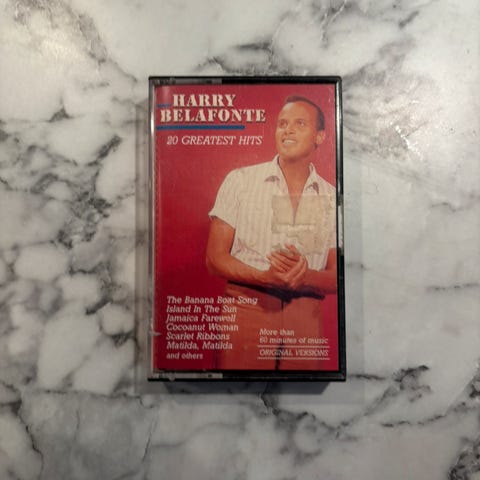 HARRY
BELAFONTE
20 GREATEST HITS
The Banana Boat Song
Island In The Sun
Jamaica Farewell
Cocoanut Woman
Scarlet Ribbons
Matilda, Matilda
and others
More than
60 minutes of music
ORIGINAL VERSIONS